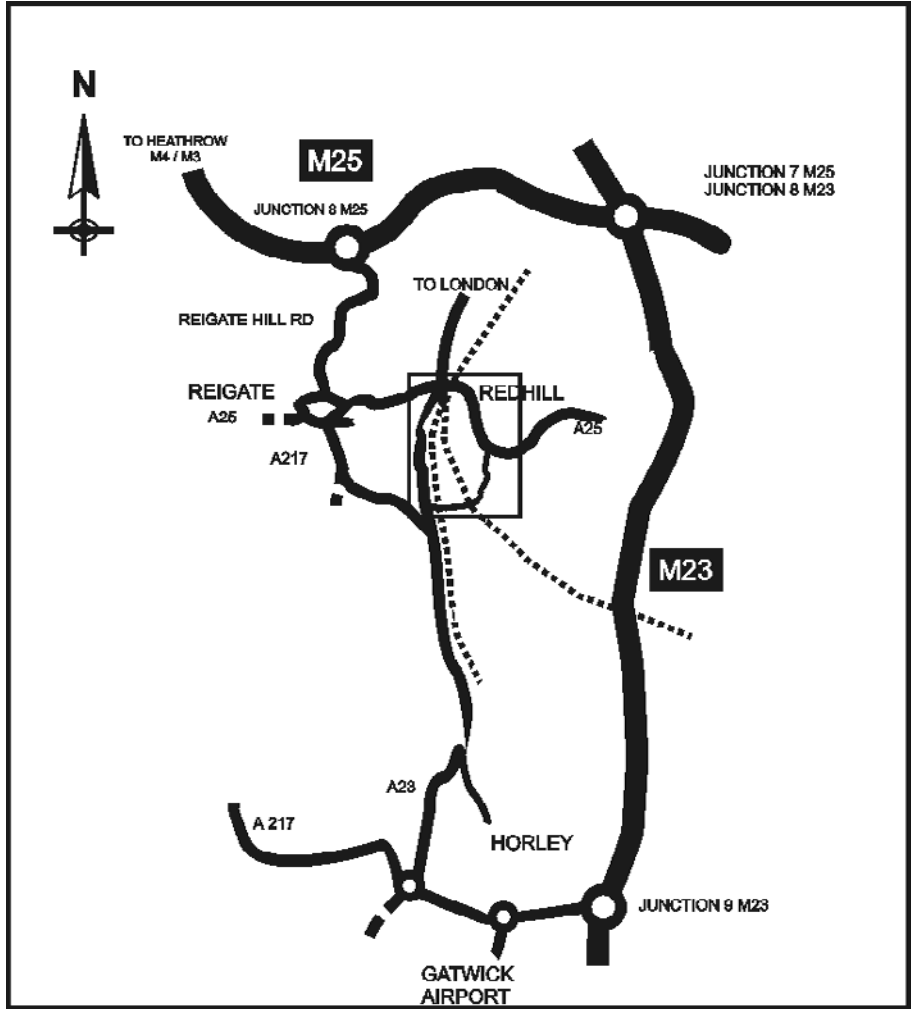 N
TO HEATHROW
M4 / M3
M25
JUNCTION 8 M25
JUNCTION 7 M25
JUNCTION 8 M23
TO LONDON
REIGATE HILL RD
REIGATE
REDHILL
A25
A25
A217
M23
A23
A 217
HORLEY
JUNCTION 9 M23
GATWICK
AIRPORT